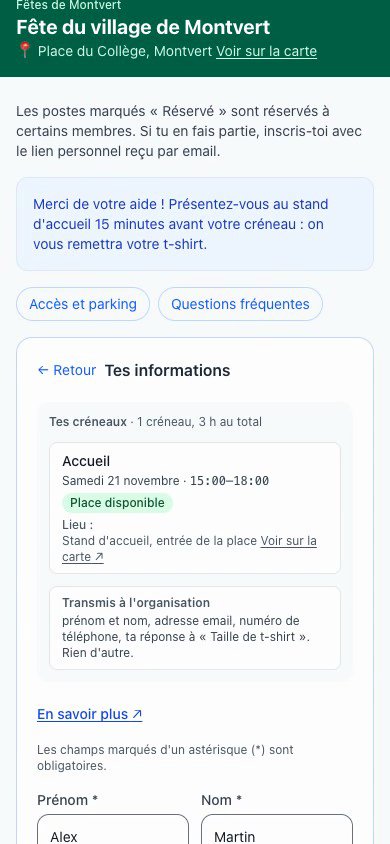 Fêtes de Montvert
Fête du village de Montvert
📍 Place du Collège, Montvert Voir sur la carte
Les postes marqués « Réservé » sont réservés à
certains membres. Si tu en fais partie, inscris-toi avec
le lien personnel reçu par email.
Merci de votre aide ! Présentez-vous au stand
d'accueil 15 minutes avant votre créneau : on
vous remettra votre t-shirt.
Accès et parking
Questions fréquentes
← Retour Tes informations
Tes créneaux · 1 créneau, 3 h au total
Accueil
Samedi 21 novembre · 15:00–18:00
Place disponible
Lieu :
Stand d'accueil, entrée de la place Voir sur la
carte ↗
Transmis à l'organisation
prénom et nom, adresse email, numéro de
téléphone, ta réponse à « Taille de t-shirt ».
Rien d'autre.
En savoir plus ↗
Les champs marqués d'un astérisque (*) sont
obligatoires.
Prénom * Nom *
Alex Martin